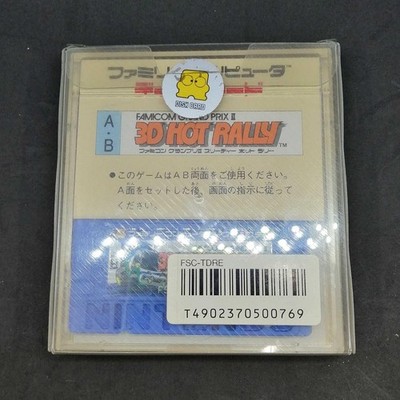 ファミリーコンピュータ
DISK CARD
A・B
FAMICOM GRAND PRIX II
3D HOT RALLY™
ファミコン グランプリII スリーディー ホット ラリー
●このゲームはAB両面をご使用ください。
A面をセットした後、画面の指示に従って
ください。
FSC-TDRE
T4902370500769
NINTENDO